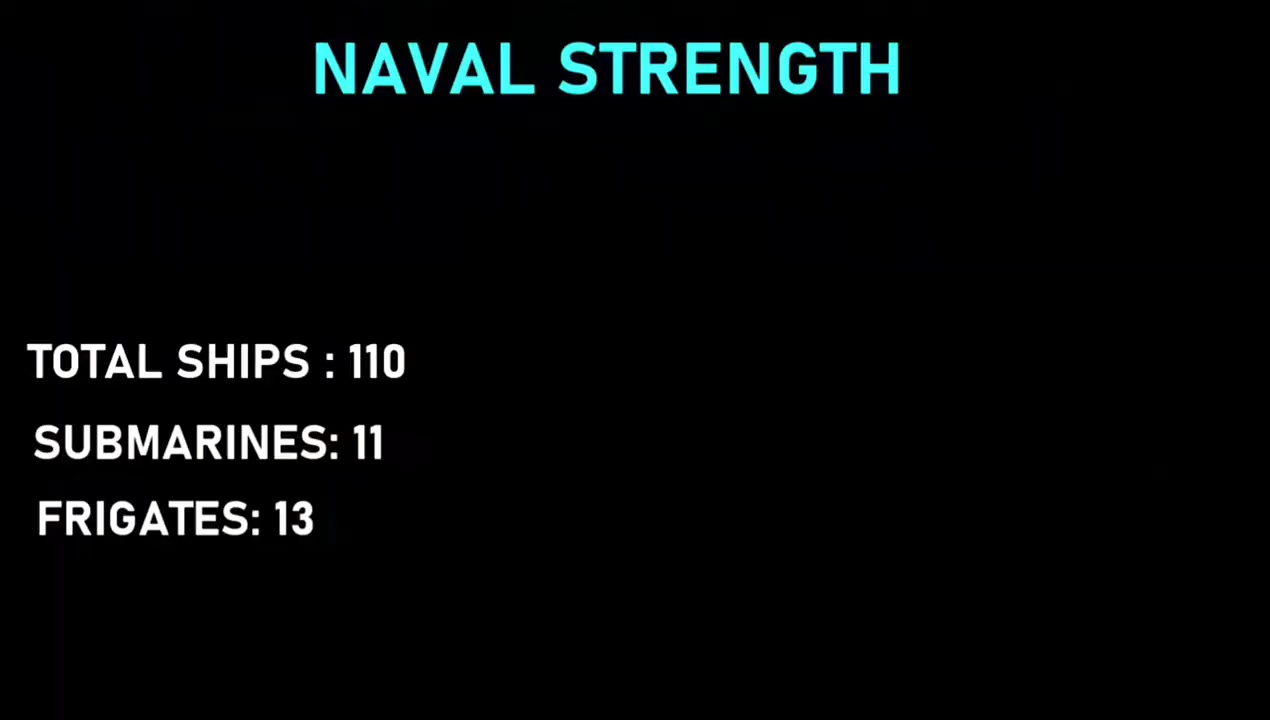 NAVAL STRENGTH
TOTAL SHIPS : 110
SUBMARINES: 11
FRIGATES: 13